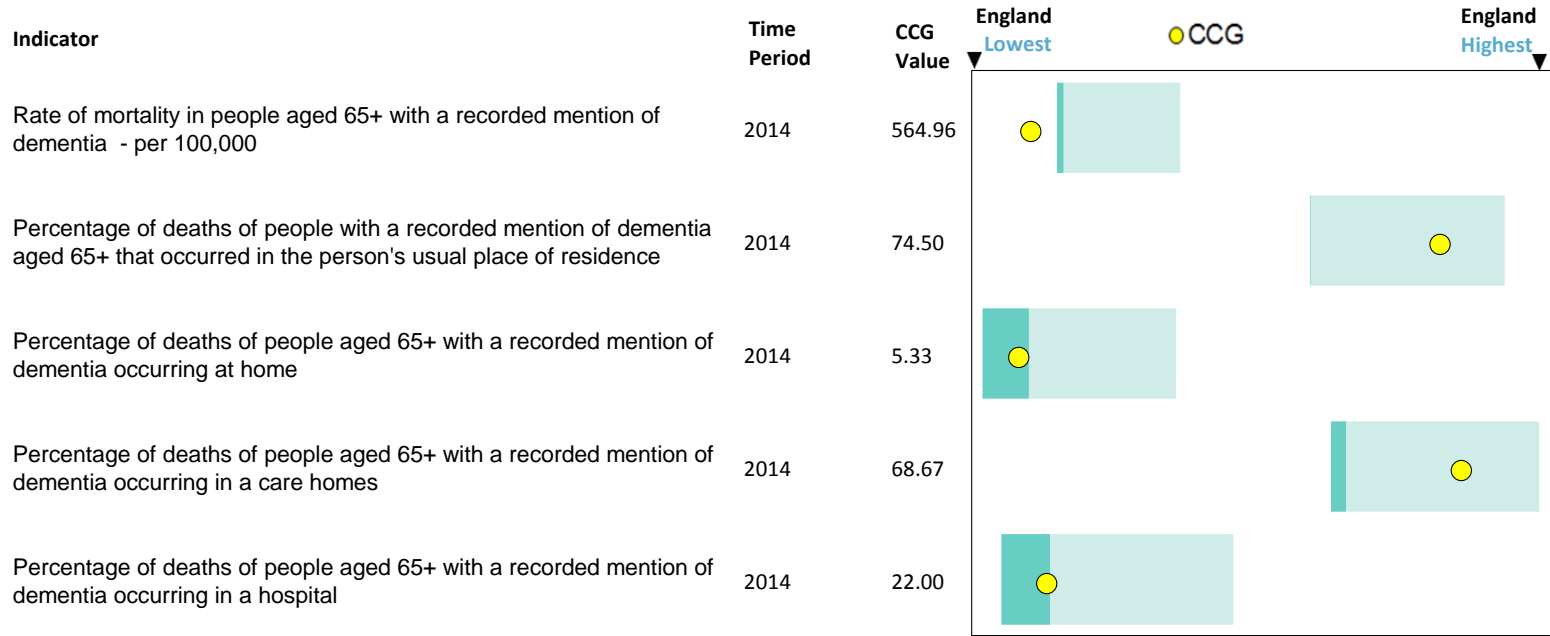 Indicator
Time
Period
CCG
Value
England
Lowest
CCG
England
Highest
Rate of mortality in people aged 65+ with a recorded mention of
dementia  - per 100,000
2014
564.96
Percentage of deaths of people with a recorded mention of dementia
aged 65+ that occurred in the person's usual place of residence
2014
74.50
Percentage of deaths of people aged 65+ with a recorded mention of
dementia occurring at home
2014
5.33
Percentage of deaths of people aged 65+ with a recorded mention of
dementia occurring in a care homes
2014
68.67
Percentage of deaths of people aged 65+ with a recorded mention of
dementia occurring in a hospital
2014
22.00